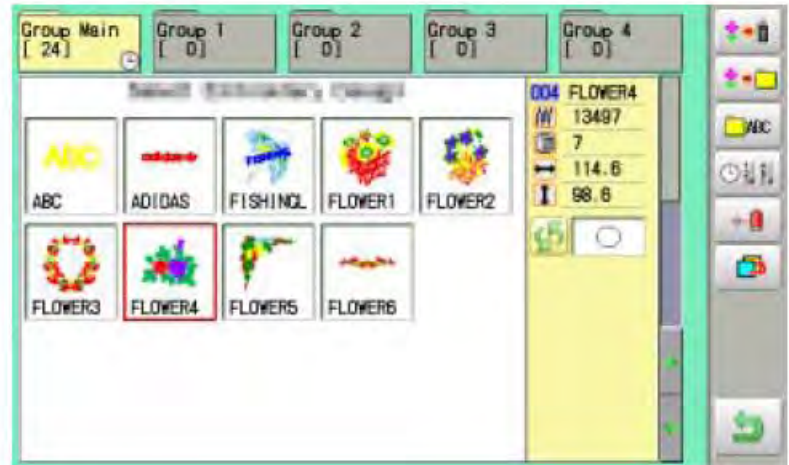 Group Main
[ 24]
Group 1
[ 0]
Group 2
[ 0]
Group 3
[ 0]
Group 4
[ 0]
004 FLOWER4
13497
7
114.6
98.6
ABC
ABC
ADIDAS
FISHING
FISHINGL
FLOWER1
FLOWER2
FLOWER3
FLOWER4
FLOWER5
FLOWER6
ABC